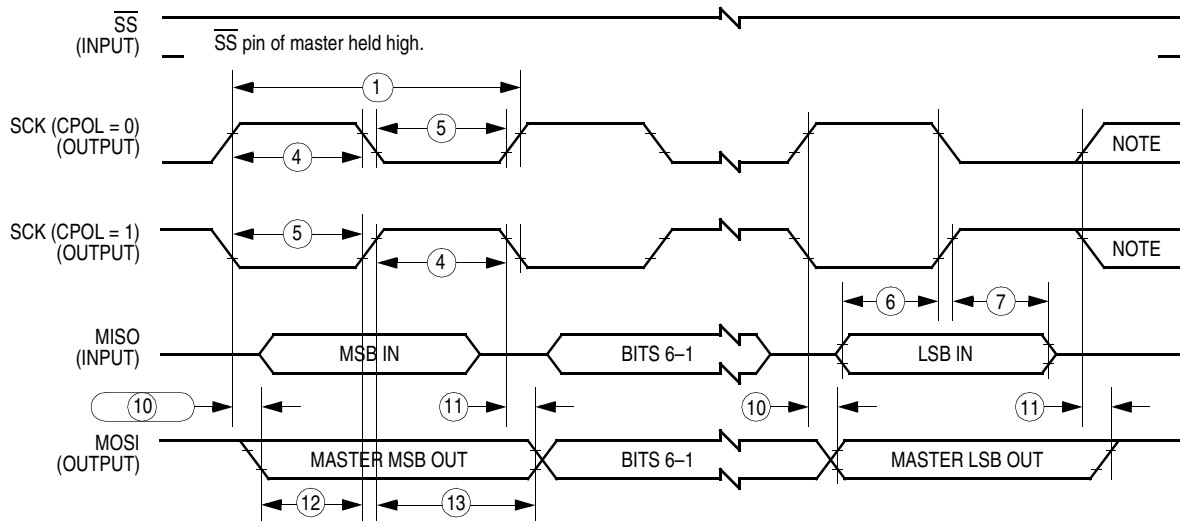 SS
(INPUT)
SS pin of master held high.
1
SCK (CPOL = 0)
(OUTPUT)
5
4
NOTE
SCK (CPOL = 1)
(OUTPUT)
5
4
NOTE
6
7
MISO
(INPUT)
MSB IN
BITS 6–1
LSB IN
10
11
10
11
MOSI
(OUTPUT)
MASTER MSB OUT
BITS 6–1
MASTER LSB OUT
12
13